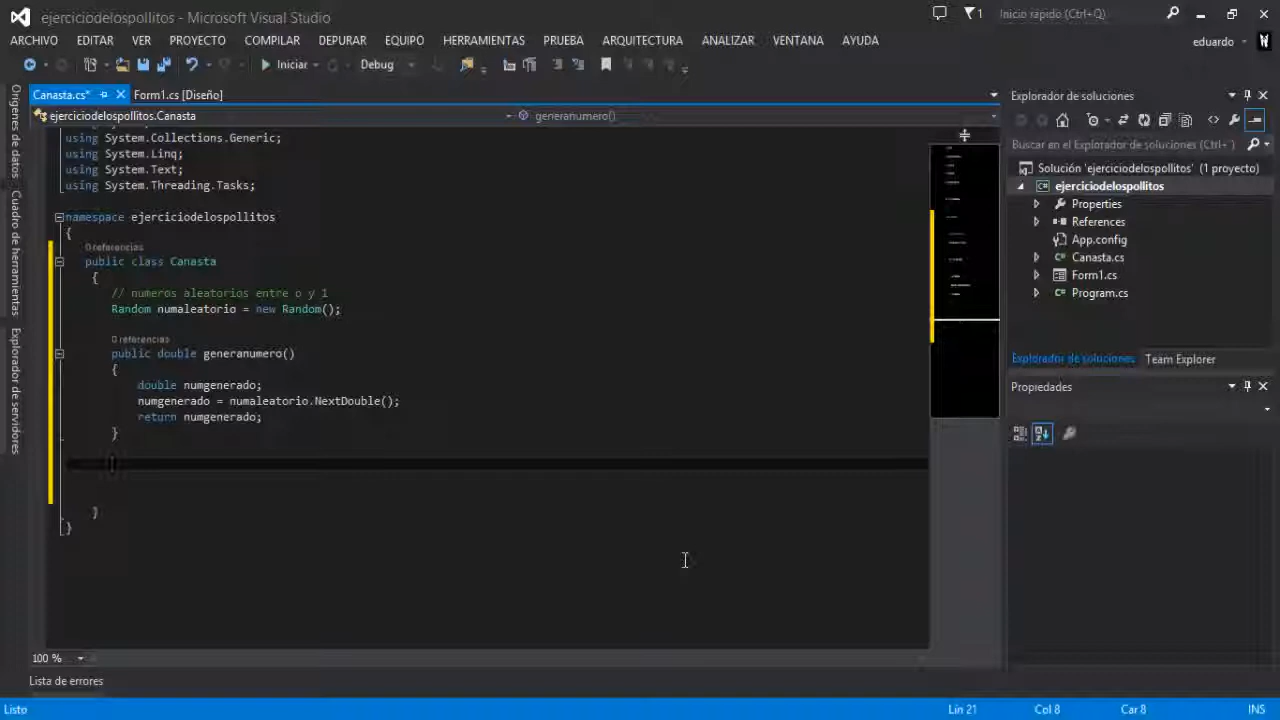 ejerciciodelospollitos - Microsoft Visual Studio
1
Inicio rápido (Ctrl+Q)
ARCHIVO EDITAR VER PROYECTO COMPILAR DEPURAR EQUIPO HERRAMIENTAS PRUEBA ARQUITECTURA ANALIZAR VENTANA AYUDA
eduardo
Iniciar Debug
Canasta.cs* Form1.cs [Diseño]
ejerciciodelospollitos.Canasta generanumero()
using System.Collections.Generic;
using System.Linq;
using System.Text;
using System.Threading.Tasks;
namespace ejerciciodelospollitos
{
0 referencias
public class Canasta
{
// numeros aleatorios entre o y 1
Random numaleatorio = new Random();
0 referencias
public double generanumero()
{
double numgenerado;
numgenerado = numaleatorio.NextDouble();
return numgenerado;
}
}
}
100 %
Lista de errores
Listo
Lín 21 Col 8 Car 8 INS
Orígenes de datos
Cuadro de herramientas
Explorador de servidores
Explorador de soluciones
Buscar en el Explorador de soluciones (Ctrl+
Solución 'ejerciciodelospollitos' (1 proyecto)
ejerciciodelospollitos
Properties
References
App.config
Canasta.cs
Form1.cs
Program.cs
Explorador de soluciones Team Explorer
Propiedades